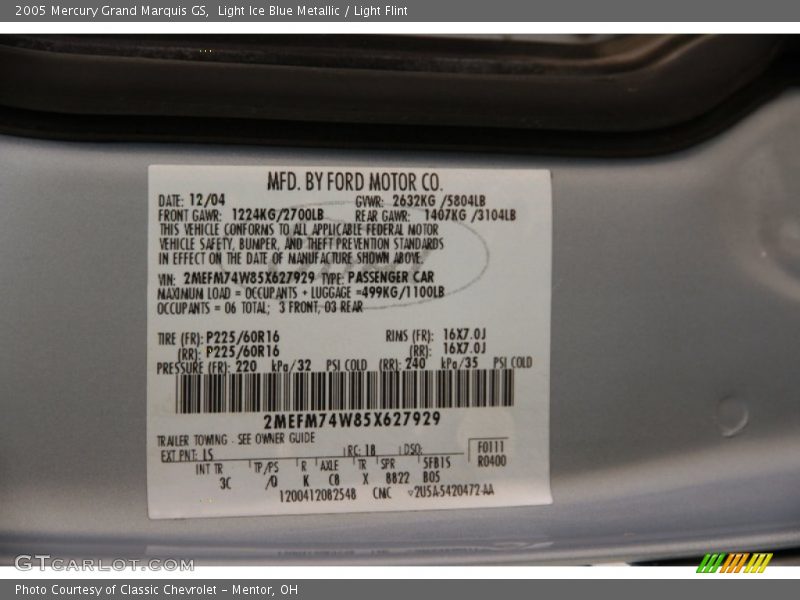 2005 Mercury Grand Marquis GS,  Light Ice Blue Metallic / Light Flint
MFD. BY FORD MOTOR CO.
DATE: 12/04 GVWR: 2632KG /5804LB
FRONT GAWR: 1224KG/2700LB REAR GAWR: 1407KG /3104LB
THIS VEHICLE CONFORMS TO ALL APPLICABLE FEDERAL MOTOR
VEHICLE SAFETY, BUMPER, AND THEFT PREVENTION STANDARDS
IN EFFECT ON THE DATE OF MANUFACTURE SHOWN ABOVE.
VIN: 2MEFM74W85X627929 TYPE: PASSENGER CAR
MAXIMUM LOAD = OCCUPANTS + LUGGAGE =499KG/1100LB
OCCUPANTS = 06 TOTAL; 3 FRONT, 03 REAR
TIRE (FR): P225/60R16 RIMS (FR): 16X7.0J
(RR): P225/60R16 (RR): 16X7.0J
PRESSURE (FR): 220 kPa/32 PSI COLD (RR): 240 kPa/35 PSI COLD
2MEFM74W85X627929
TRAILER TOWING - SEE OWNER GUIDE
EXT PNT: LS RC: 18 DSO: F0111
INT TR TP/PS R AXLE TR SPR 5FB15 R0400
3C /Q K C8 X 8822 B05
1200412082548 CMC ▽2U5A-5420472-AA
GTCARLOT.COM
Photo Courtesy of Classic Chevrolet - Mentor, OH